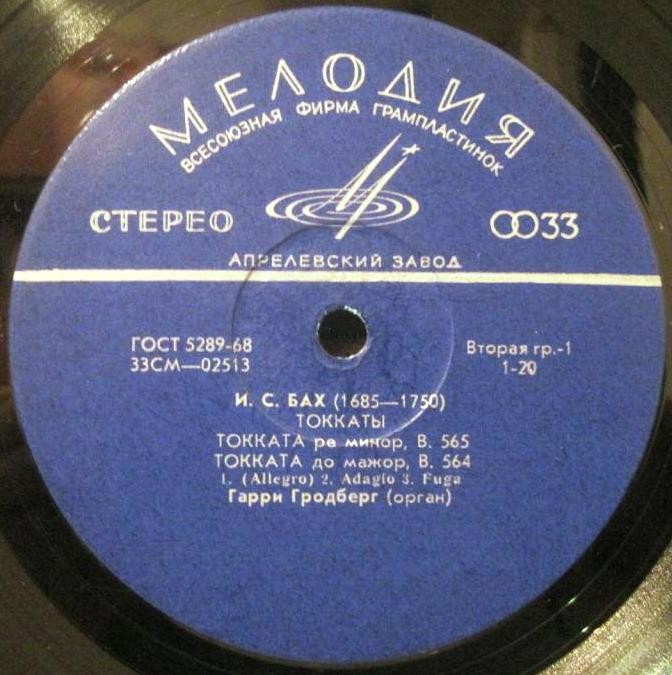 МЕЛОДИЯ
ВСЕСОЮЗНАЯ ФИРМА ГРАМПЛАСТИНОК
СТЕРЕО
33
АПРЕЛЕВСКИЙ ЗАВОД
ГОСТ 5289-68
33СМ—02513
Вторая гр.-1
1-20
И. С. БАХ (1685—1750)
ТОККАТЫ
ТОККАТА ре минор, В. 565
ТОККАТА до мажор, В. 564
1. (Allegro) 2. Adagio 3. Fuga
Гарри Гродберг (орган)